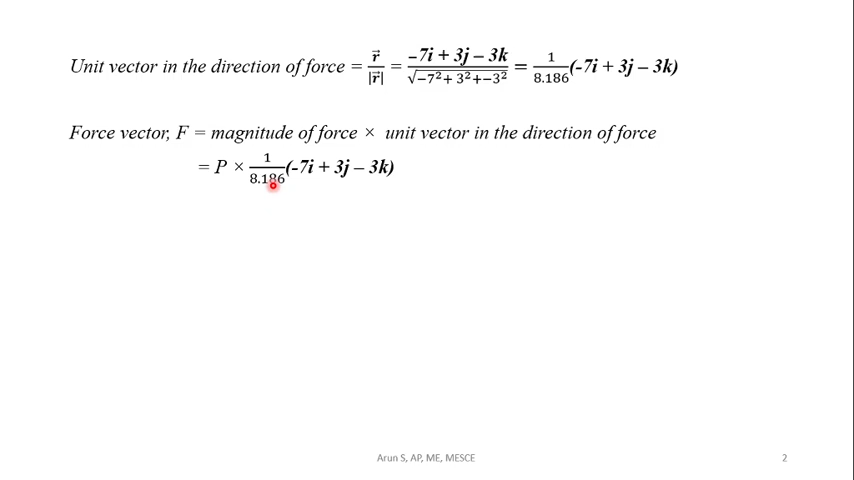 Unit vector in the direction of force = r⃗/|r⃗| = (–7i + 3j – 3k)/√(−7² + 3²+−3²) = 1/8.186 (-7i + 3j – 3k)
Force vector, F = magnitude of force × unit vector in the direction of force
= P × 1/8.186 (-7i + 3j – 3k)
Arun S, AP, ME, MESCE
2